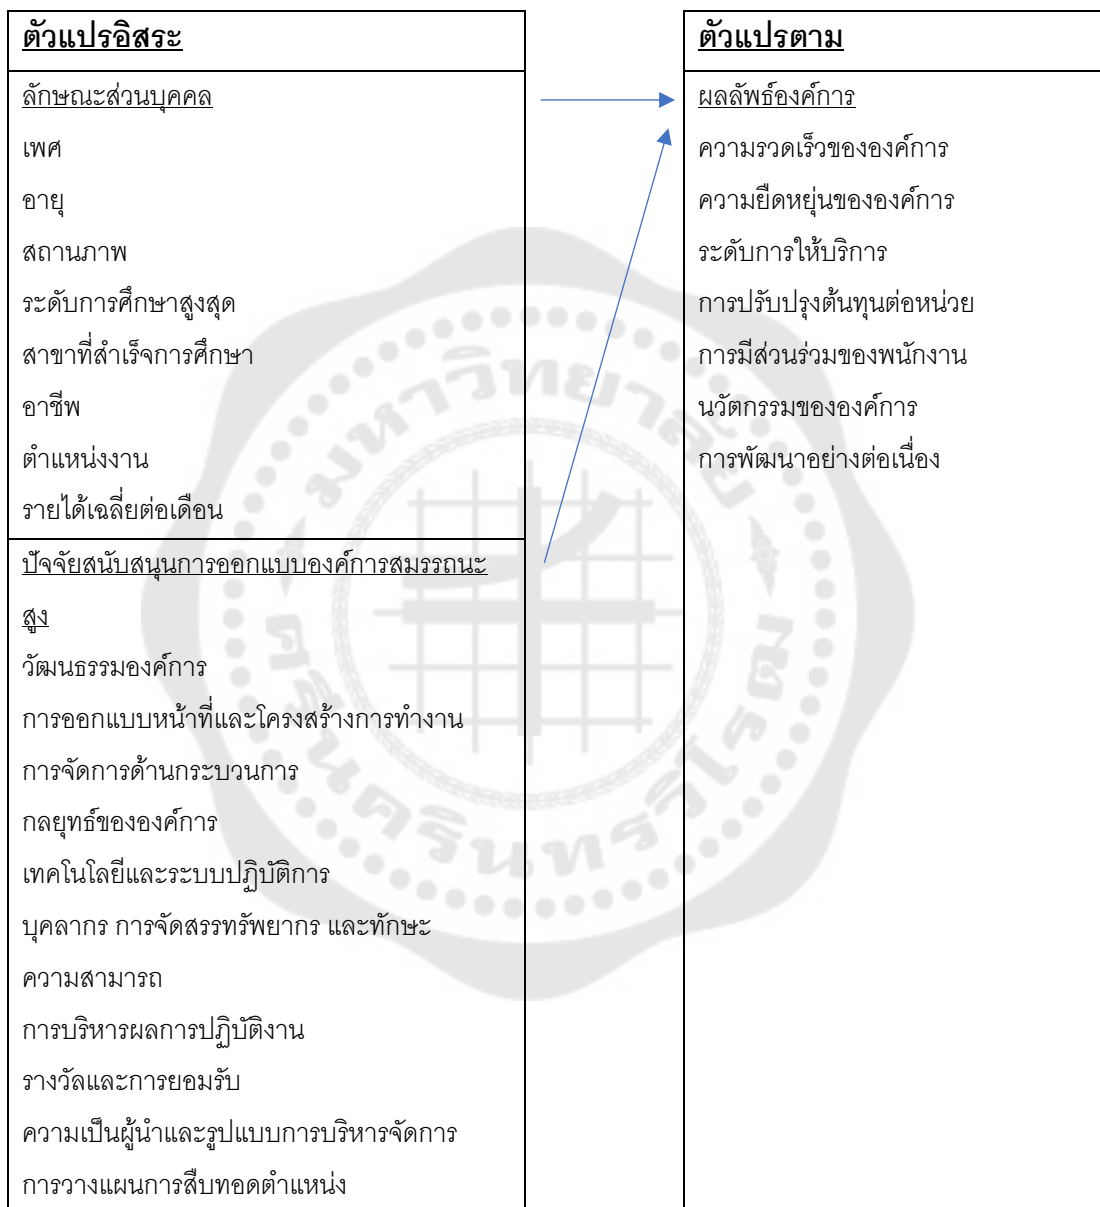 ตัวแปรอิสระ
ลักษณะส่วนบุคคล
เพศ
อายุ
สถานภาพ
ระดับการศึกษาสูงสุด
สาขาที่สำเร็จการศึกษา
อาชีพ
ตำแหน่งงาน
รายได้เฉลี่ยต่อเดือน
ปัจจัยสนับสนุนการออกแบบองค์การสมรรถนะ
สูง
วัฒนธรรมองค์การ
การออกแบบหน้าที่และโครงสร้างการทำงาน
การจัดการด้านกระบวนการ
กลยุทธ์ขององค์การ
เทคโนโลยีและระบบปฏิบัติการ
บุคลากร การจัดสรรทรัพยากร และทักษะ
ความสามารถ
การบริหารผลการปฏิบัติงาน
รางวัลและการยอมรับ
ความเป็นผู้นำและรูปแบบการบริหารจัดการ
การวางแผนการสืบทอดตำแหน่ง
ตัวแปรตาม
ผลลัพธ์องค์การ
ความรวดเร็วขององค์การ
ความยืดหยุ่นขององค์การ
ระดับการให้บริการ
การปรับปรุงต้นทุนต่อหน่วย
การมีส่วนร่วมของพนักงาน
นวัตกรรมขององค์การ
การพัฒนาอย่างต่อเนื่อง
มหาวิทยาลัย
ศรีนครินทรวิโรฒ